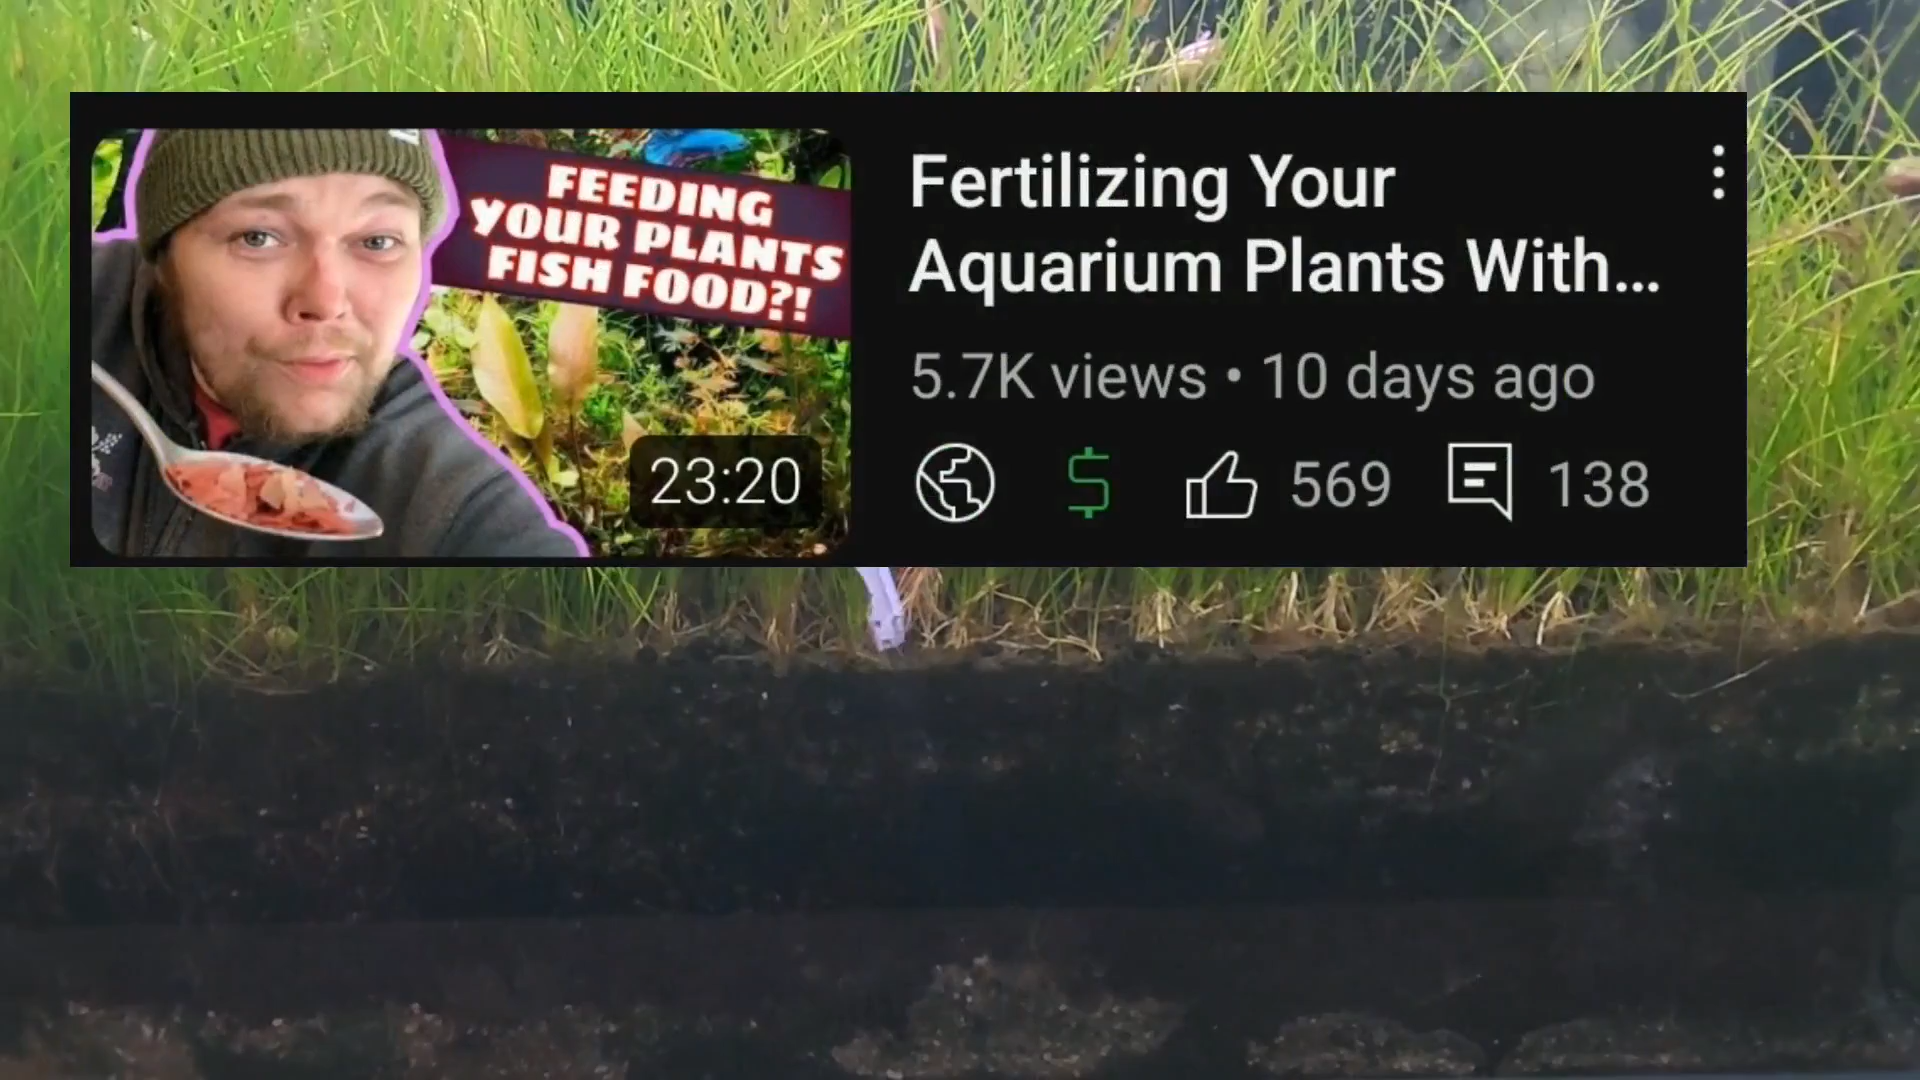 FEEDING
YOUR PLANTS
FISH FOOD?!
23:20
Fertilizing Your
Aquarium Plants With...
5.7K views • 10 days ago
569 138